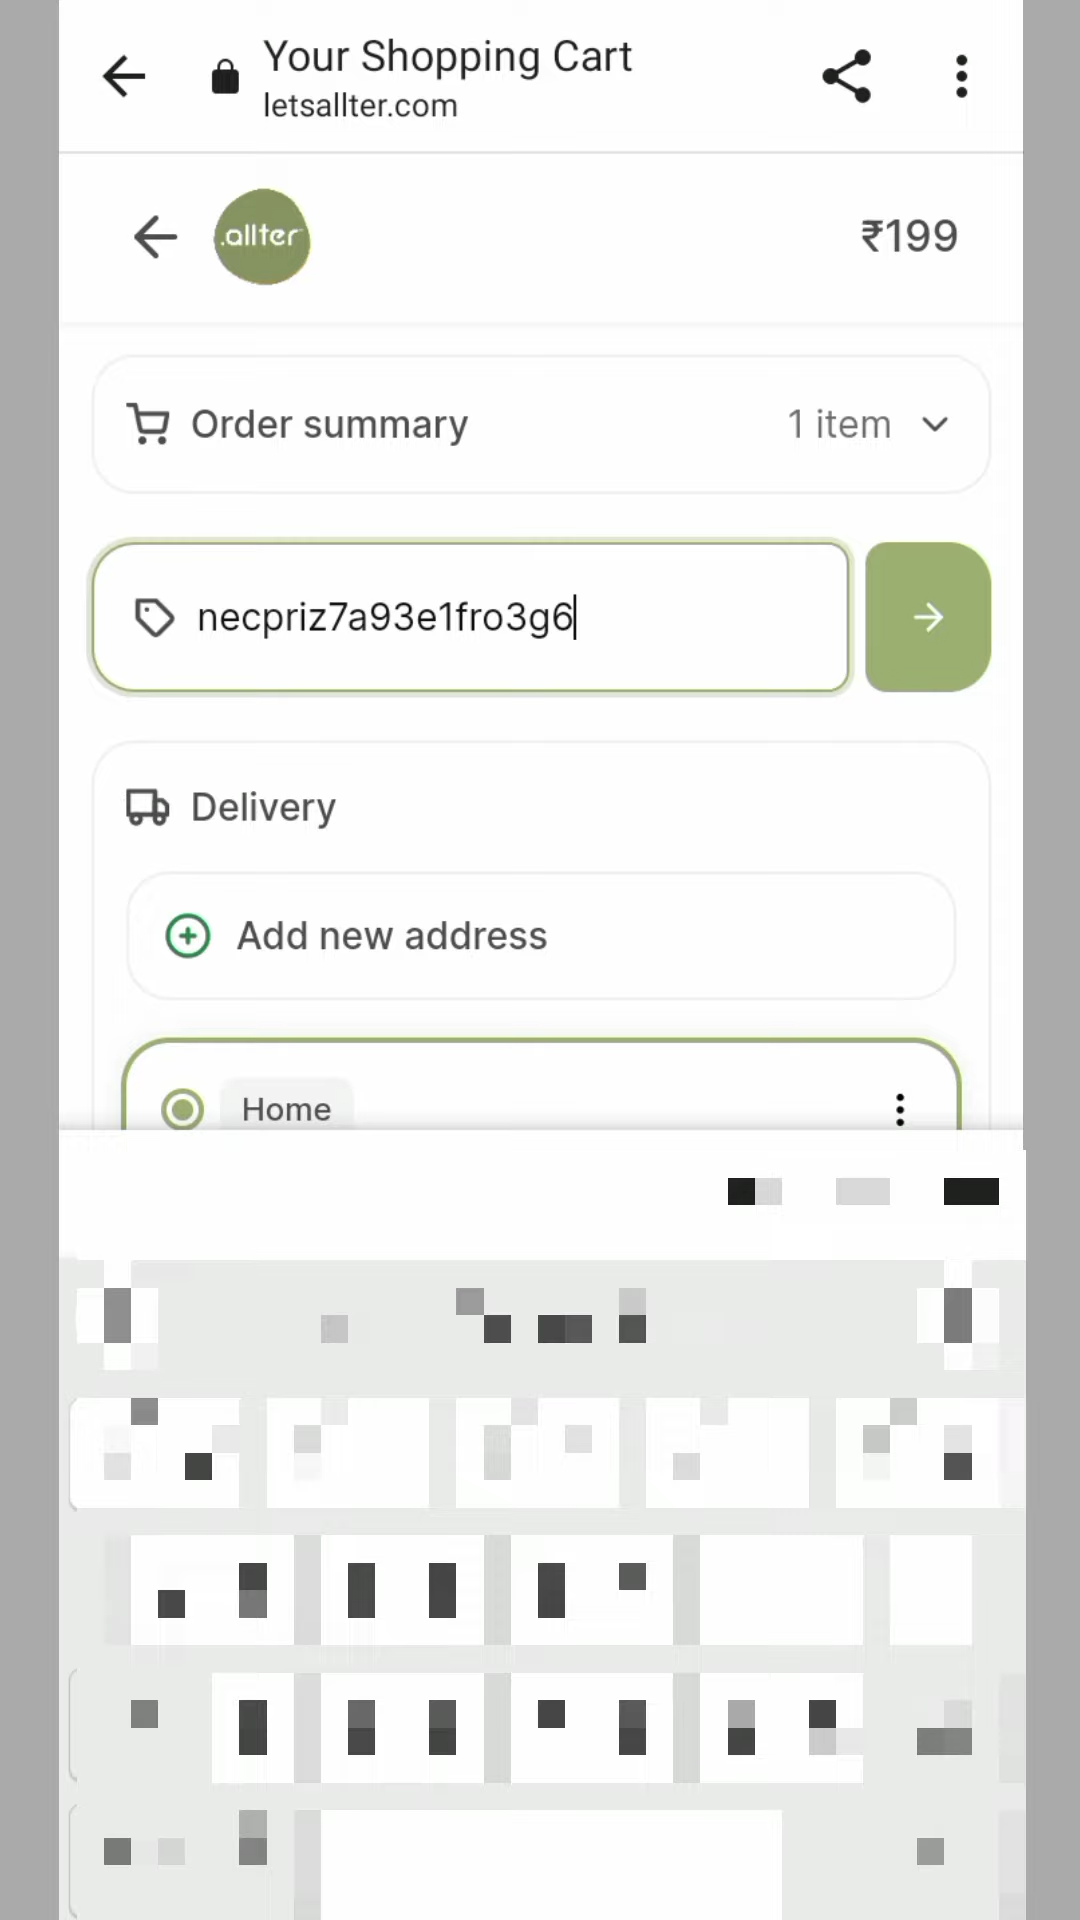 Your Shopping Cart
letsallter.com
.allter
₹199
Order summary
1 item
necpriz7a93e1fro3g6
Delivery
Add new address
Home